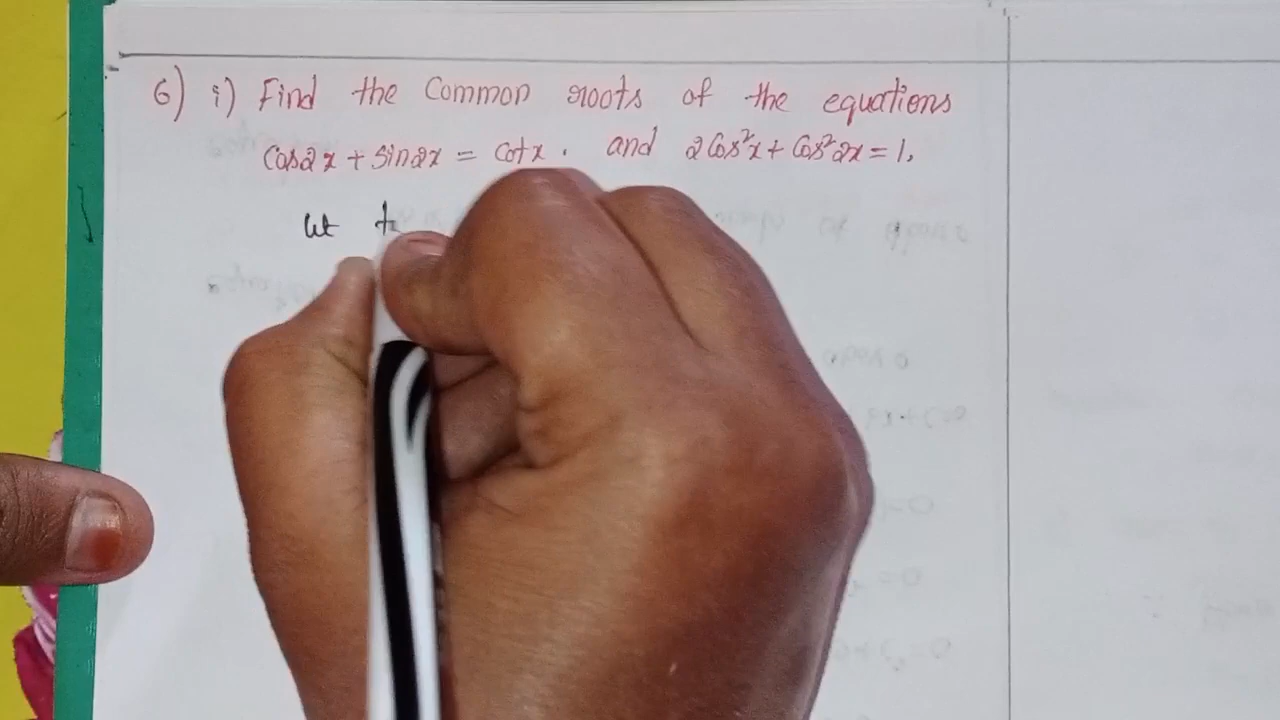 6) i) Find the Common roots of the equations
Cos2x + Sin2x = Cotx . and 2Cos²x + Cos²2x = 1.
let